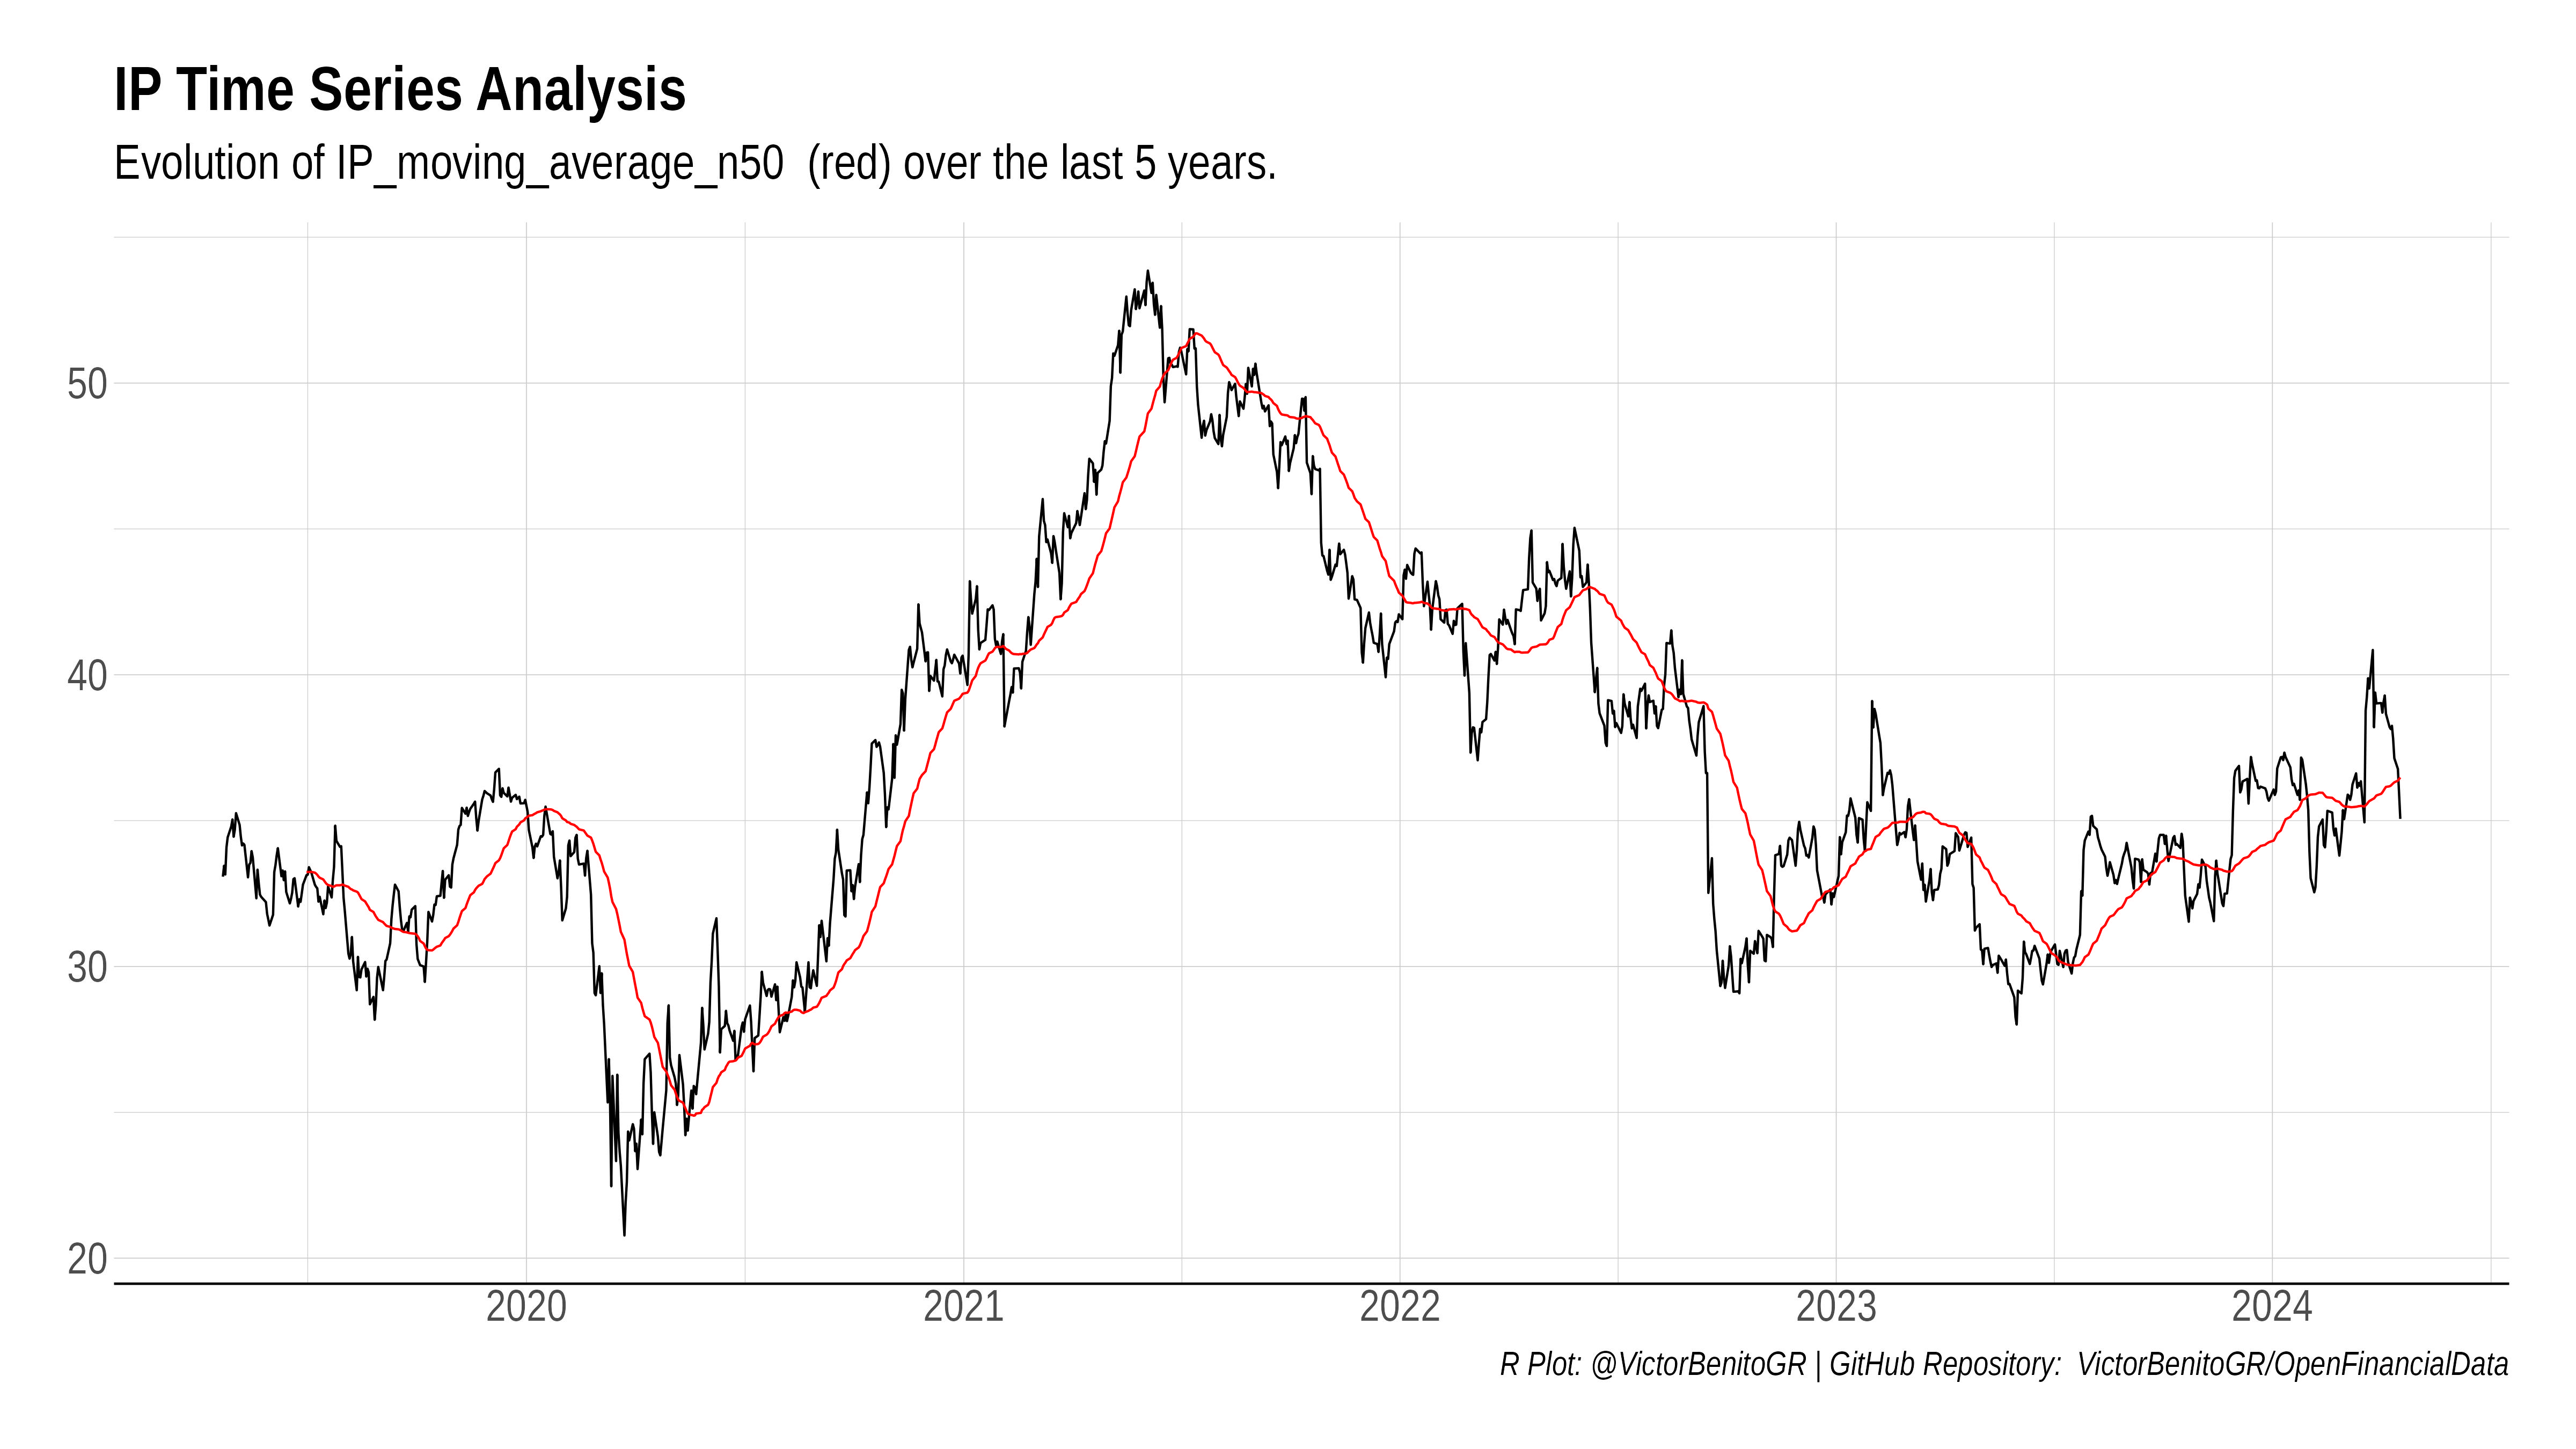 IP Time Series Analysis
Evolution of IP_moving_average_n50  (red) over the last 5 years.
50
40
30
20
2020 2021 2022 2023 2024
R Plot: @VictorBenitoGR | GitHub Repository:  VictorBenitoGR/OpenFinancialData